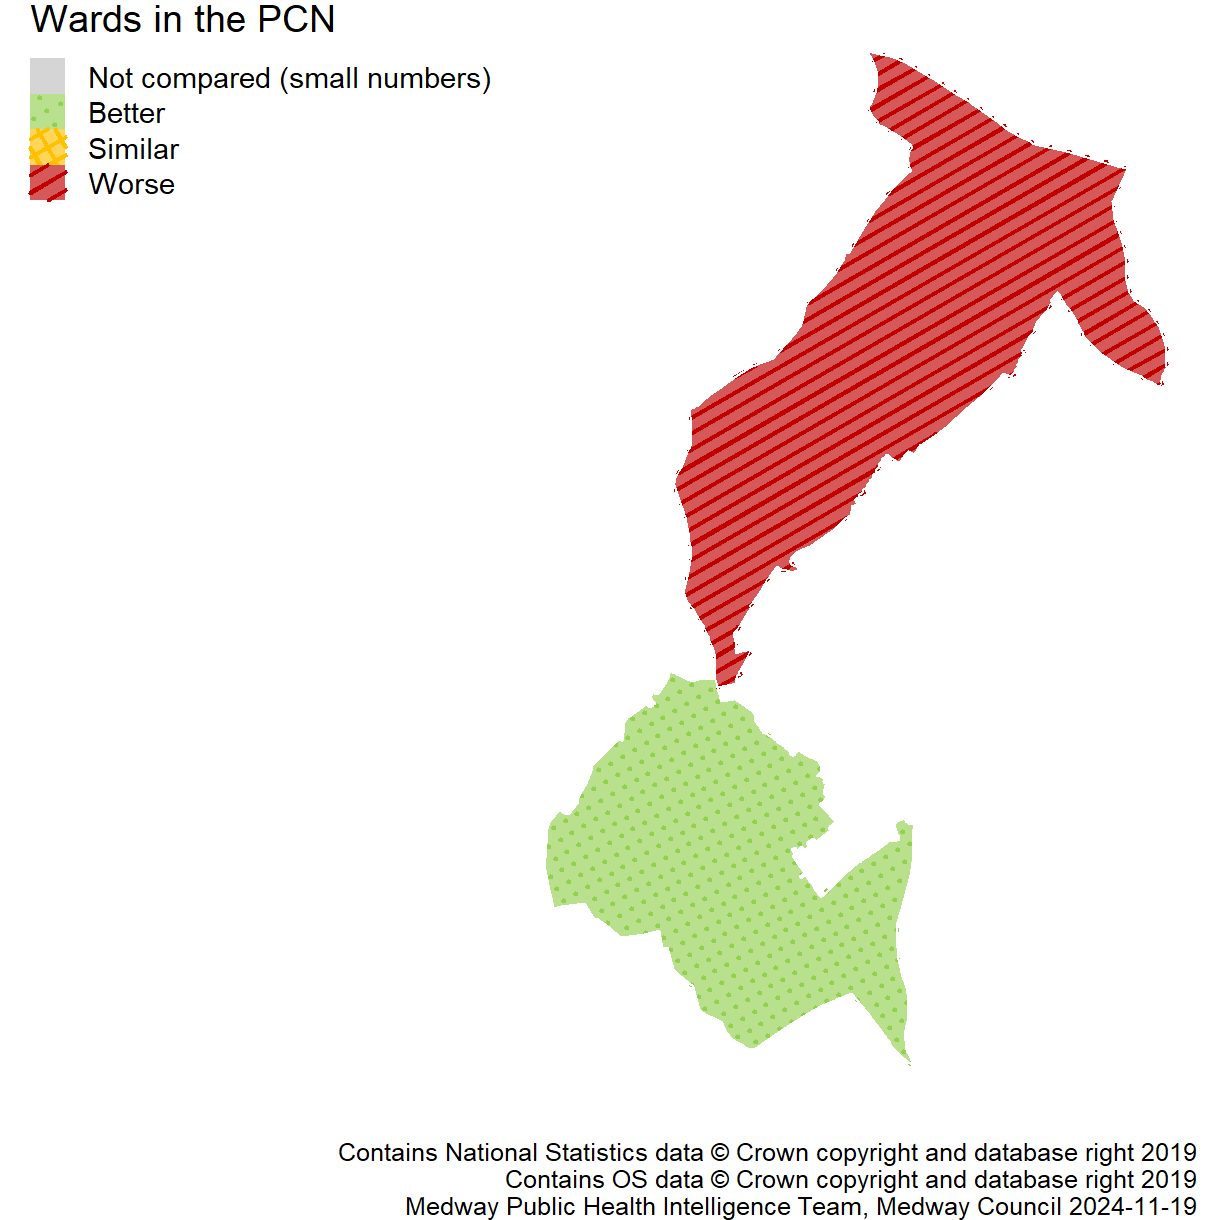 Wards in the PCN
Not compared (small numbers)
Better
Similar
Worse
Contains National Statistics data © Crown copyright and database right 2019
Contains OS data © Crown copyright and database right 2019
Medway Public Health Intelligence Team, Medway Council 2024-11-19